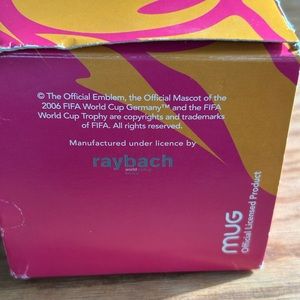 © The Official Emblem, the Official Mascot of the
2006 FIFA World Cup Germany™ and the FIFA
World Cup Trophy are copyrights and trademarks
of FIFA. All rights reserved.
Manufactured under licence by
raybach
world
MUG
Official Licensed Product